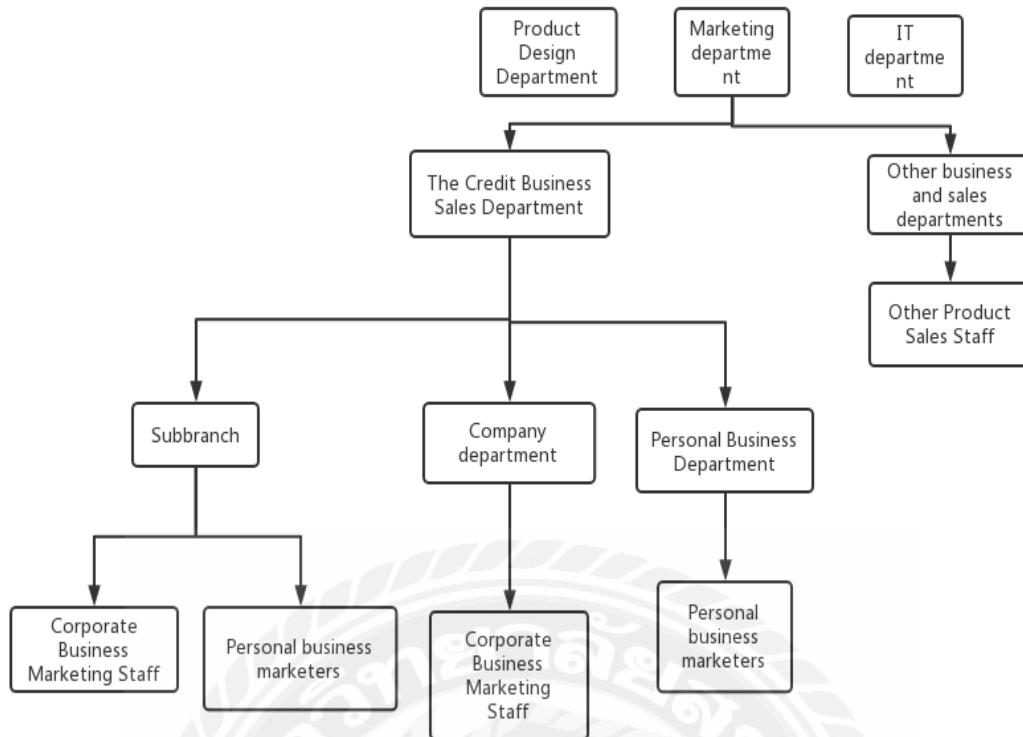 Product
Design
Department
Marketing
departme
nt
IT
departme
nt
The Credit Business
Sales Department
Other business
and sales
departments
Other Product
Sales Staff
Subbranch
Company
department
Personal Business
Department
Corporate
Business
Marketing Staff
Personal business
marketers
Corporate
Business
Marketing
Staff
Personal
business
marketers